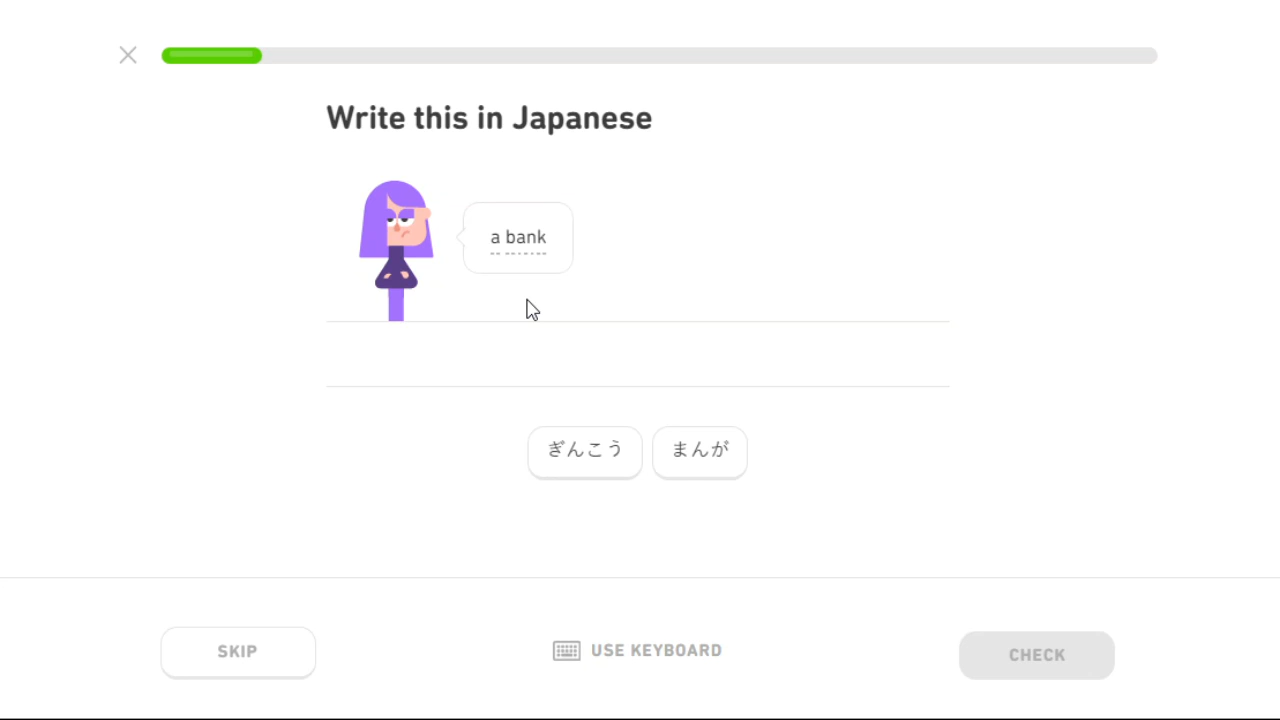 Write this in Japanese
a bank
ぎんこう
まんが
SKIP
USE KEYBOARD
CHECK